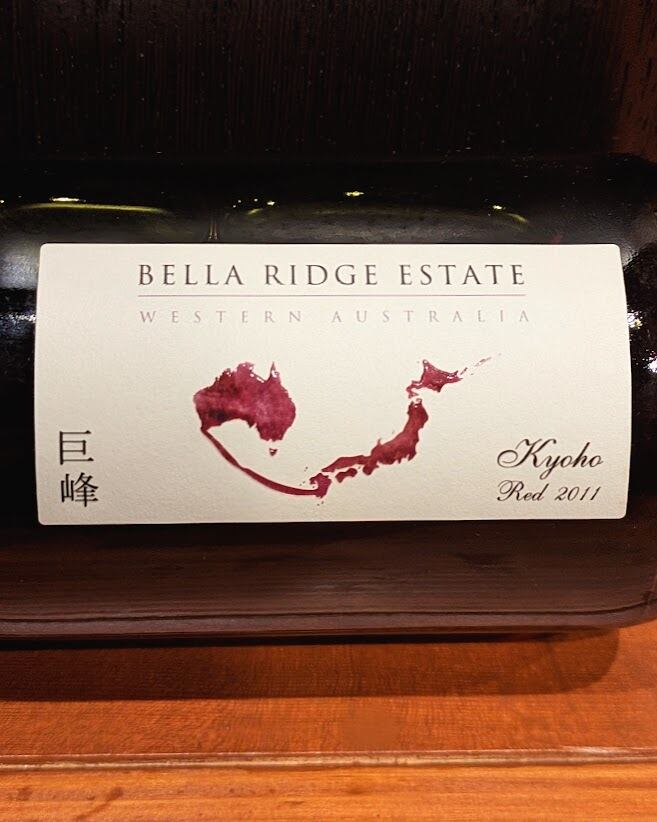 BELLA RIDGE ESTATE
WESTERN AUSTRALIA
巨峰
Kyoho
Red 2011